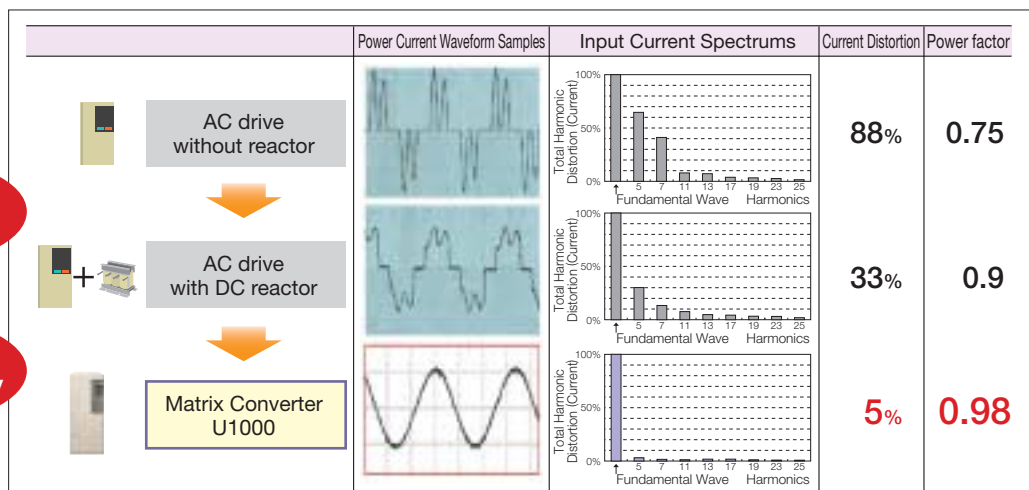 Power Current Waveform Samples
Input Current Spectrums
Current Distortion
Power factor
AC drive
without reactor
Total Harmonic
Distortion (Current)
100%
50%
0%
5 7 11 13 17 19 23 25
Fundamental Wave Harmonics
88%
0.75
+
AC drive
with DC reactor
Total Harmonic
Distortion (Current)
100%
50%
0%
5 7 11 13 17 19 23 25
Fundamental Wave Harmonics
33%
0.9
Matrix Converter
U1000
Total Harmonic
Distortion (Current)
100%
50%
0%
5 7 11 13 17 19 23 25
Fundamental Wave Harmonics
5%
0.98